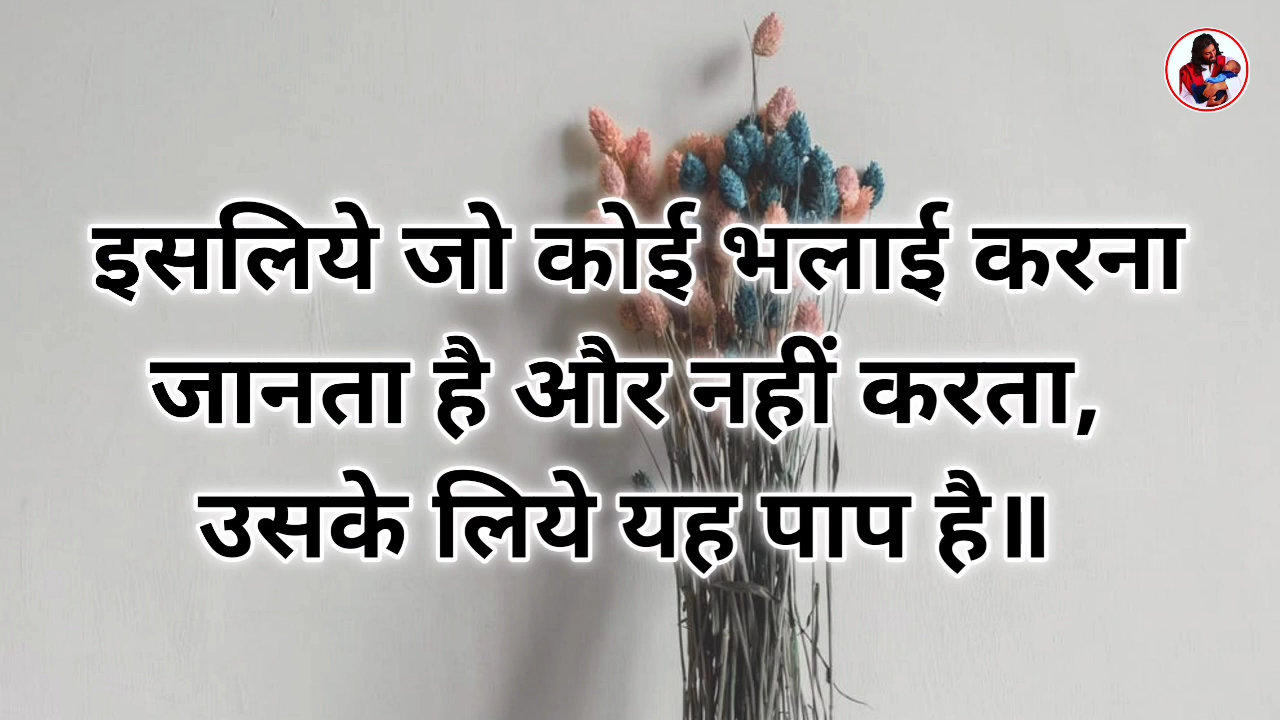 इसलिये जो कोई भलाई करना
जानता है और नहीं करता,
उसके लिये यह पाप है॥